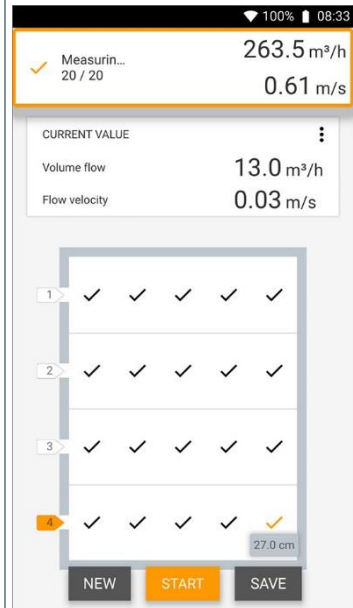 100% 08:33
Measurin... 263.5 m³/h
20 / 20 0.61 m/s
CURRENT VALUE
Volume flow 13.0 m³/h
Flow velocity 0.03 m/s
1
2
3
4
27.0 cm
NEW START SAVE